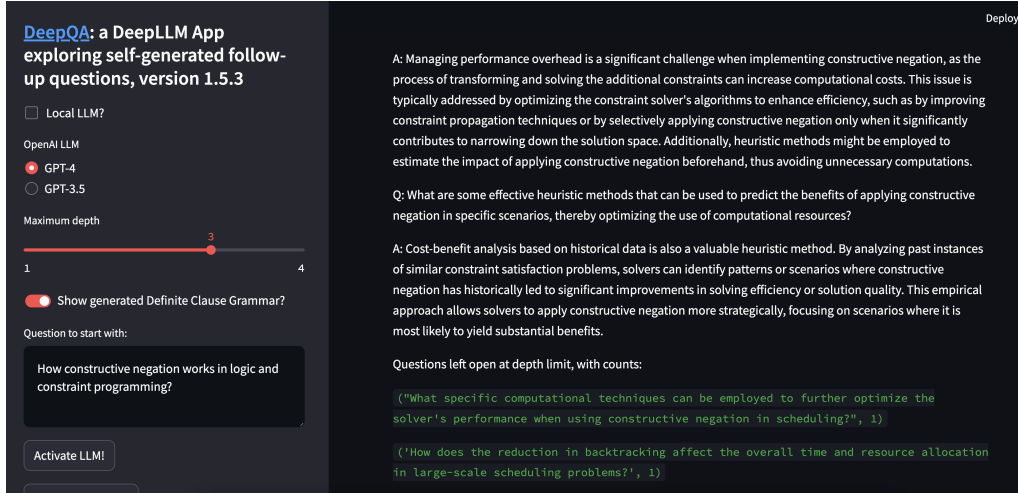 DeepQA: a DeepLLM App
exploring self-generated follow-
up questions, version 1.5.3
Local LLM?
OpenAI LLM
GPT-4
GPT-3.5
Maximum depth
3
1
4
Show generated Definite Clause Grammar?
Question to start with:
How constructive negation works in logic and
constraint programming?
Activate LLM!
Deploy
A: Managing performance overhead is a significant challenge when implementing constructive negation, as the
process of transforming and solving the additional constraints can increase computational costs. This issue is
typically addressed by optimizing the constraint solver's algorithms to enhance efficiency, such as by improving
constraint propagation techniques or by selectively applying constructive negation only when it significantly
contributes to narrowing down the solution space. Additionally, heuristic methods might be employed to
estimate the impact of applying constructive negation beforehand, thus avoiding unnecessary computations.
Q: What are some effective heuristic methods that can be used to predict the benefits of applying constructive
negation in specific scenarios, thereby optimizing the use of computational resources?
A: Cost-benefit analysis based on historical data is also a valuable heuristic method. By analyzing past instances
of similar constraint satisfaction problems, solvers can identify patterns or scenarios where constructive
negation has historically led to significant improvements in solving efficiency or solution quality. This empirical
approach allows solvers to apply constructive negation more strategically, focusing on scenarios where it is
most likely to yield substantial benefits.
Questions left open at depth limit, with counts:
("What specific computational techniques can be employed to further optimize the
solver's performance when using constructive negation in scheduling?", 1)
('How does the reduction in backtracking affect the overall time and resource allocation
in large-scale scheduling problems?', 1)